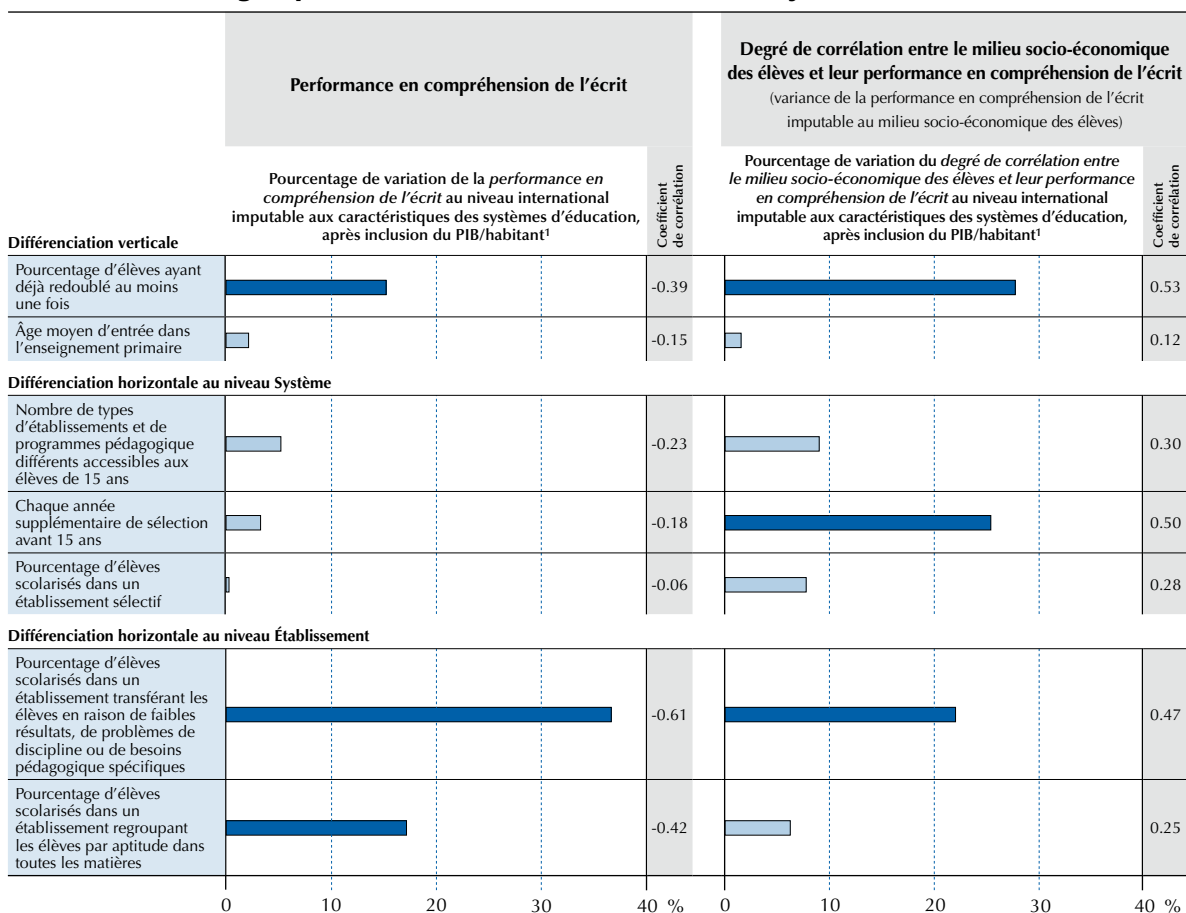 Performance en compréhension de l'écrit
Degré de corrélation entre le milieu socio-économique
des élèves et leur performance en compréhension de l'écrit
(variance de la performance en compréhension de l'écrit
imputable au milieu socio-économique des élèves)
Différenciation verticale
Pourcentage de variation de la performance en
compréhension de l'écrit au niveau international
imputable aux caractéristiques des systèmes d'éducation,
après inclusion du PIB/habitant¹
Coefficient
de corrélation
Pourcentage de variation du degré de corrélation entre
le milieu socio-économique des élèves et leur performance
en compréhension de l'écrit au niveau international
imputable aux caractéristiques des systèmes d'éducation,
après inclusion du PIB/habitant¹
Coefficient
de corrélation
Pourcentage d'élèves ayant
déjà redoublé au moins
une fois
-0.39
0.53
Âge moyen d'entrée dans
l'enseignement primaire
-0.15
0.12
Différenciation horizontale au niveau Système
Nombre de types
d'établissements et de
programmes pédagogique
différents accessibles aux
élèves de 15 ans
-0.23
0.30
Chaque année
supplémentaire de sélection
avant 15 ans
-0.18
0.50
Pourcentage d'élèves
scolarisés dans un
établissement sélectif
-0.06
0.28
Différenciation horizontale au niveau Établissement
Pourcentage d'élèves
scolarisés dans un
établissement transférant les
élèves en raison de faibles
résultats, de problèmes de
discipline ou de besoins
pédagogique spécifiques
-0.61
0.47
Pourcentage d'élèves
scolarisés dans un
établissement regroupant
les élèves par aptitude dans
toutes les matières
-0.42
0.25
0 10 20 30 40 %
0 10 20 30 40 %